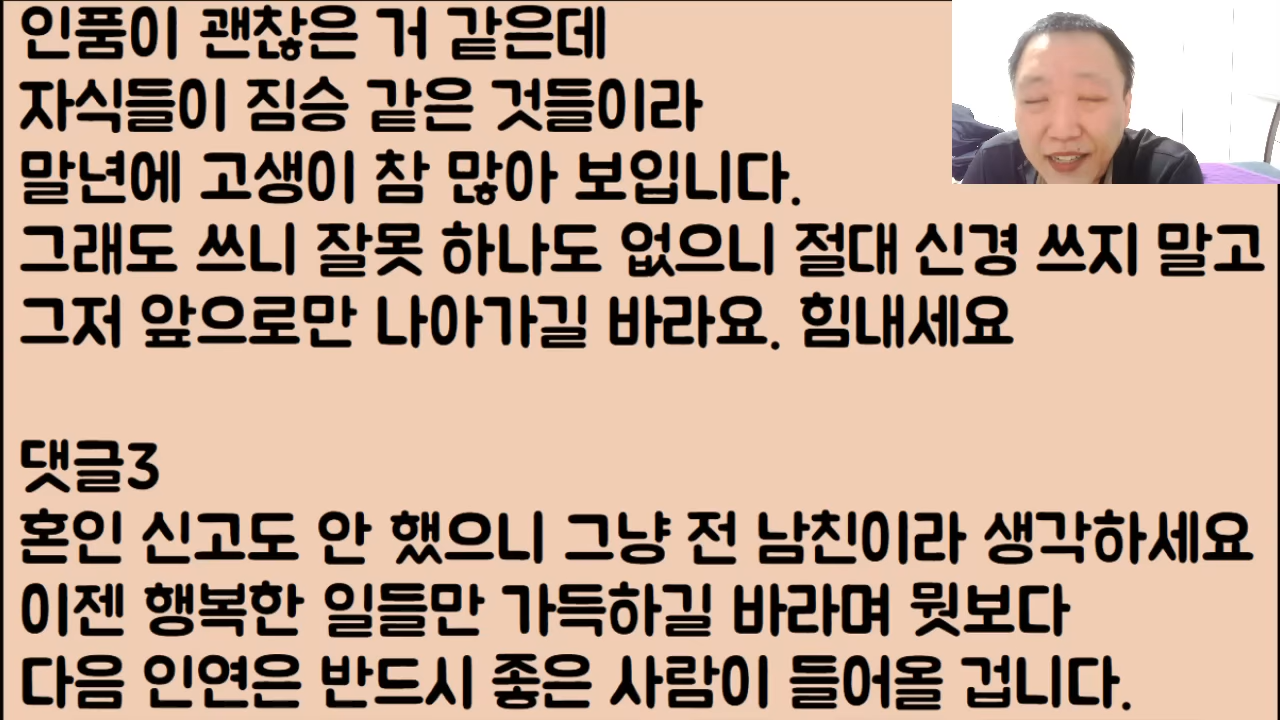 인품이 괜찮은 거 같은데
자식들이 짐승 같은 것들이라
말년에 고생이 참 많아 보입니다.
그래도 쓰니 잘못 하나도 없으니 절대 신경 쓰지 말고
그저 앞으로만 나아가길 바라요. 힘내세요
댓글3
혼인 신고도 안 했으니 그냥 전 남친이라 생각하세요
이젠 행복한 일들만 가득하길 바라며 뭣보다
다음 인연은 반드시 좋은 사람이 들어올 겁니다.